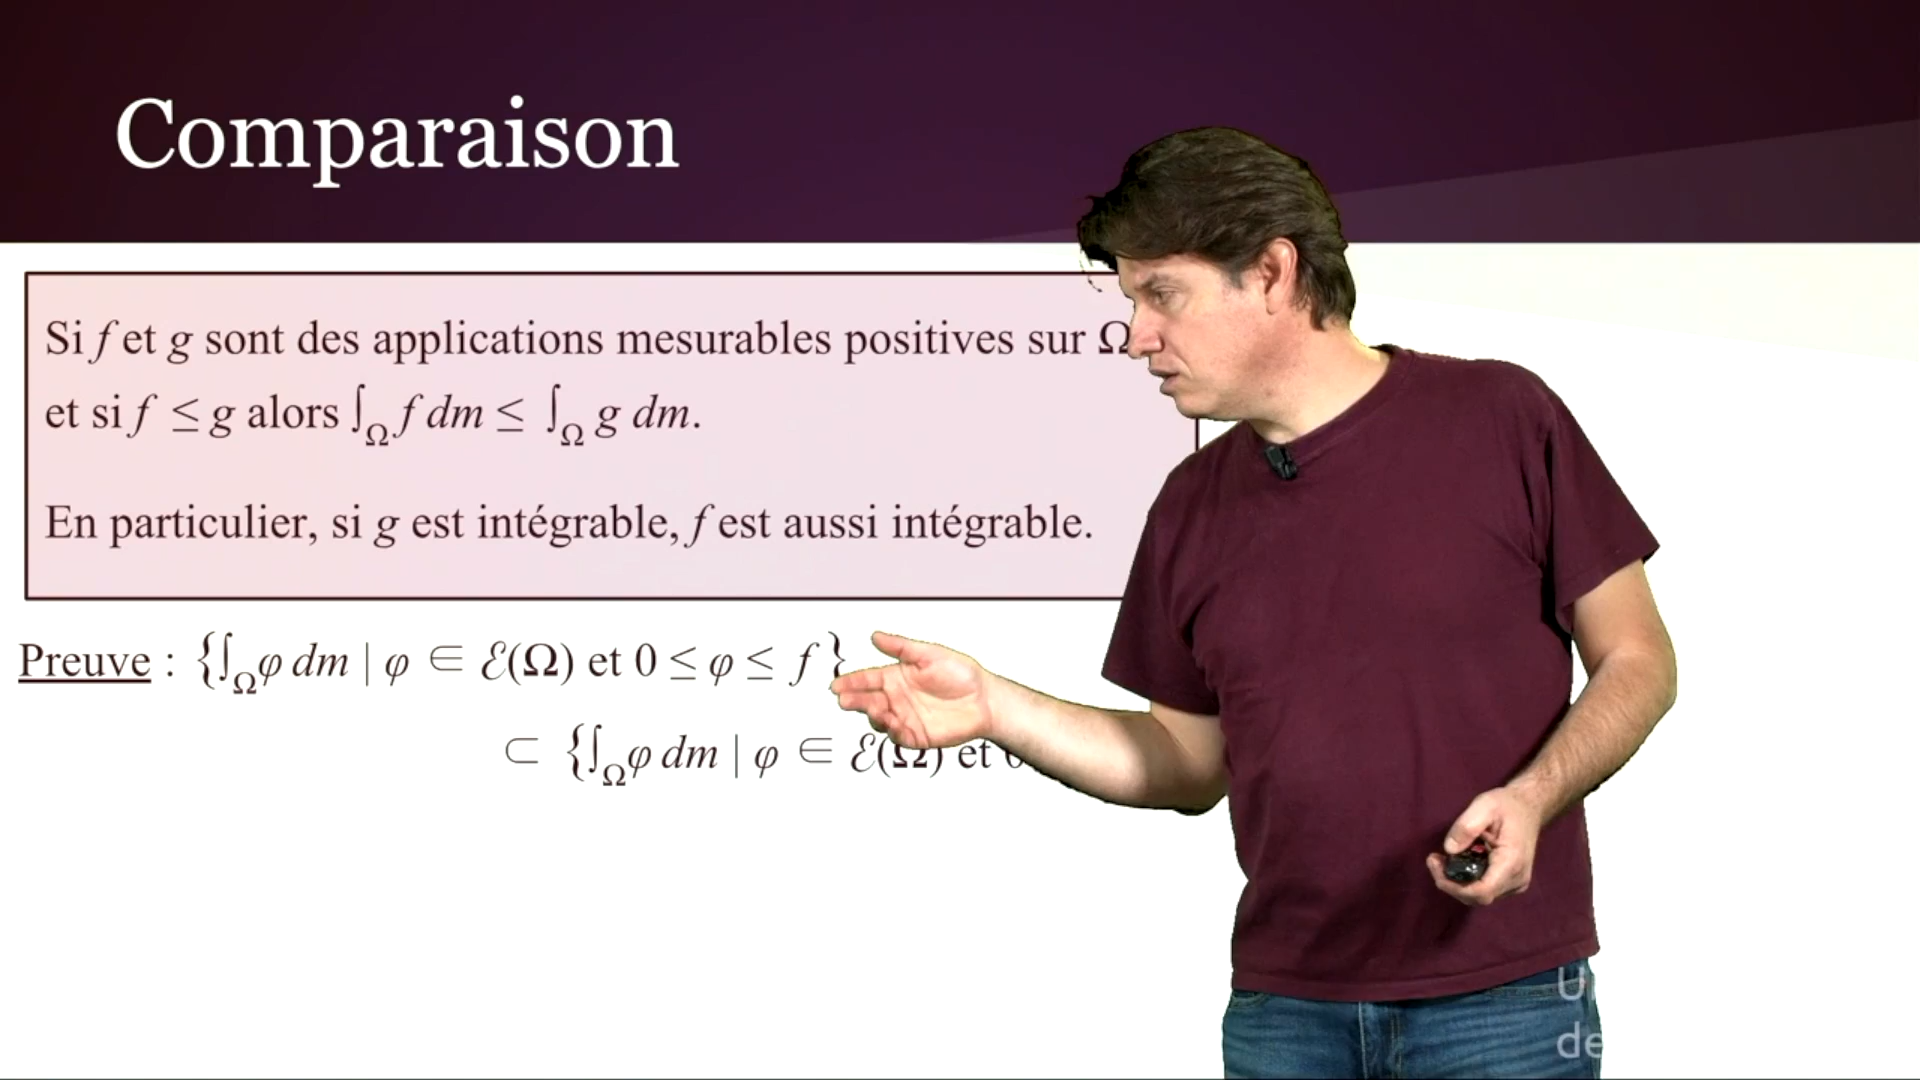 Comparaison
Si f et g sont des applications mesurables positives sur Ω
et si f ≤ g alors ∫_Ω f dm ≤ ∫_Ω g dm.
En particulier, si g est intégrable, f est aussi intégrable.
Preuve : {∫_Ω φ dm | φ ∈ ℰ(Ω) et 0 ≤ φ ≤ f}
⊂ {∫_Ω φ dm | φ ∈ ℰ(Ω) et 0